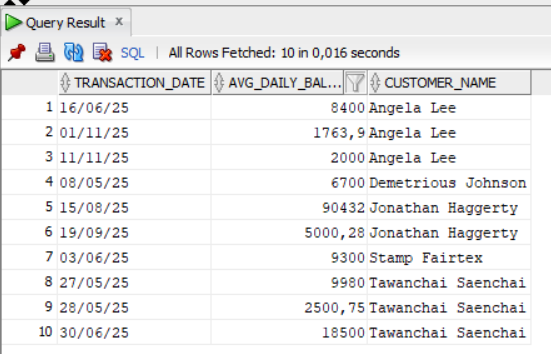 Query Result x
SQL | All Rows Fetched: 10 in 0,016 seconds
TRANSACTION_DATE AVG_DAILY_BAL... CUSTOMER_NAME
1 16/06/25 8400 Angela Lee
2 01/11/25 1763,9 Angela Lee
3 11/11/25 2000 Angela Lee
4 08/05/25 6700 Demetrious Johnson
5 15/08/25 90432 Jonathan Haggerty
6 19/09/25 5000,28 Jonathan Haggerty
7 03/06/25 9300 Stamp Fairtex
8 27/05/25 9980 Tawanchai Saenchai
9 28/05/25 2500,75 Tawanchai Saenchai
10 30/06/25 18500 Tawanchai Saenchai